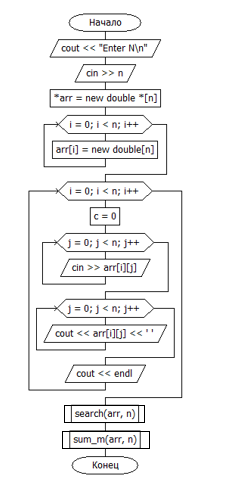 Начало
cout << "Enter N\n"
cin >> n
*arr = new double *[n]
i = 0; i < n; i++
arr[i] = new double[n]
i = 0; i < n; i++
c = 0
j = 0; j < n; j++
cin >> arr[i][j]
j = 0; j < n; j++
cout << arr[i][j] << ' '
cout << endl
search(arr, n)
sum_m(arr, n)
Конец